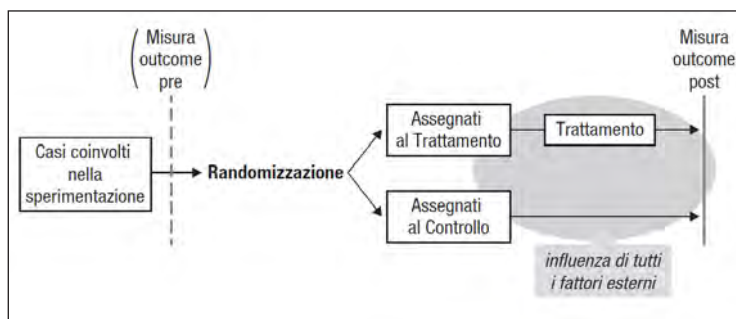 ( Misura
outcome
pre )
Misura
outcome
post
Casi coinvolti
nella
sperimentazione
Randomizzazione
Assegnati
al Trattamento
Trattamento
Assegnati
al Controllo
influenza di tutti
i fattori esterni